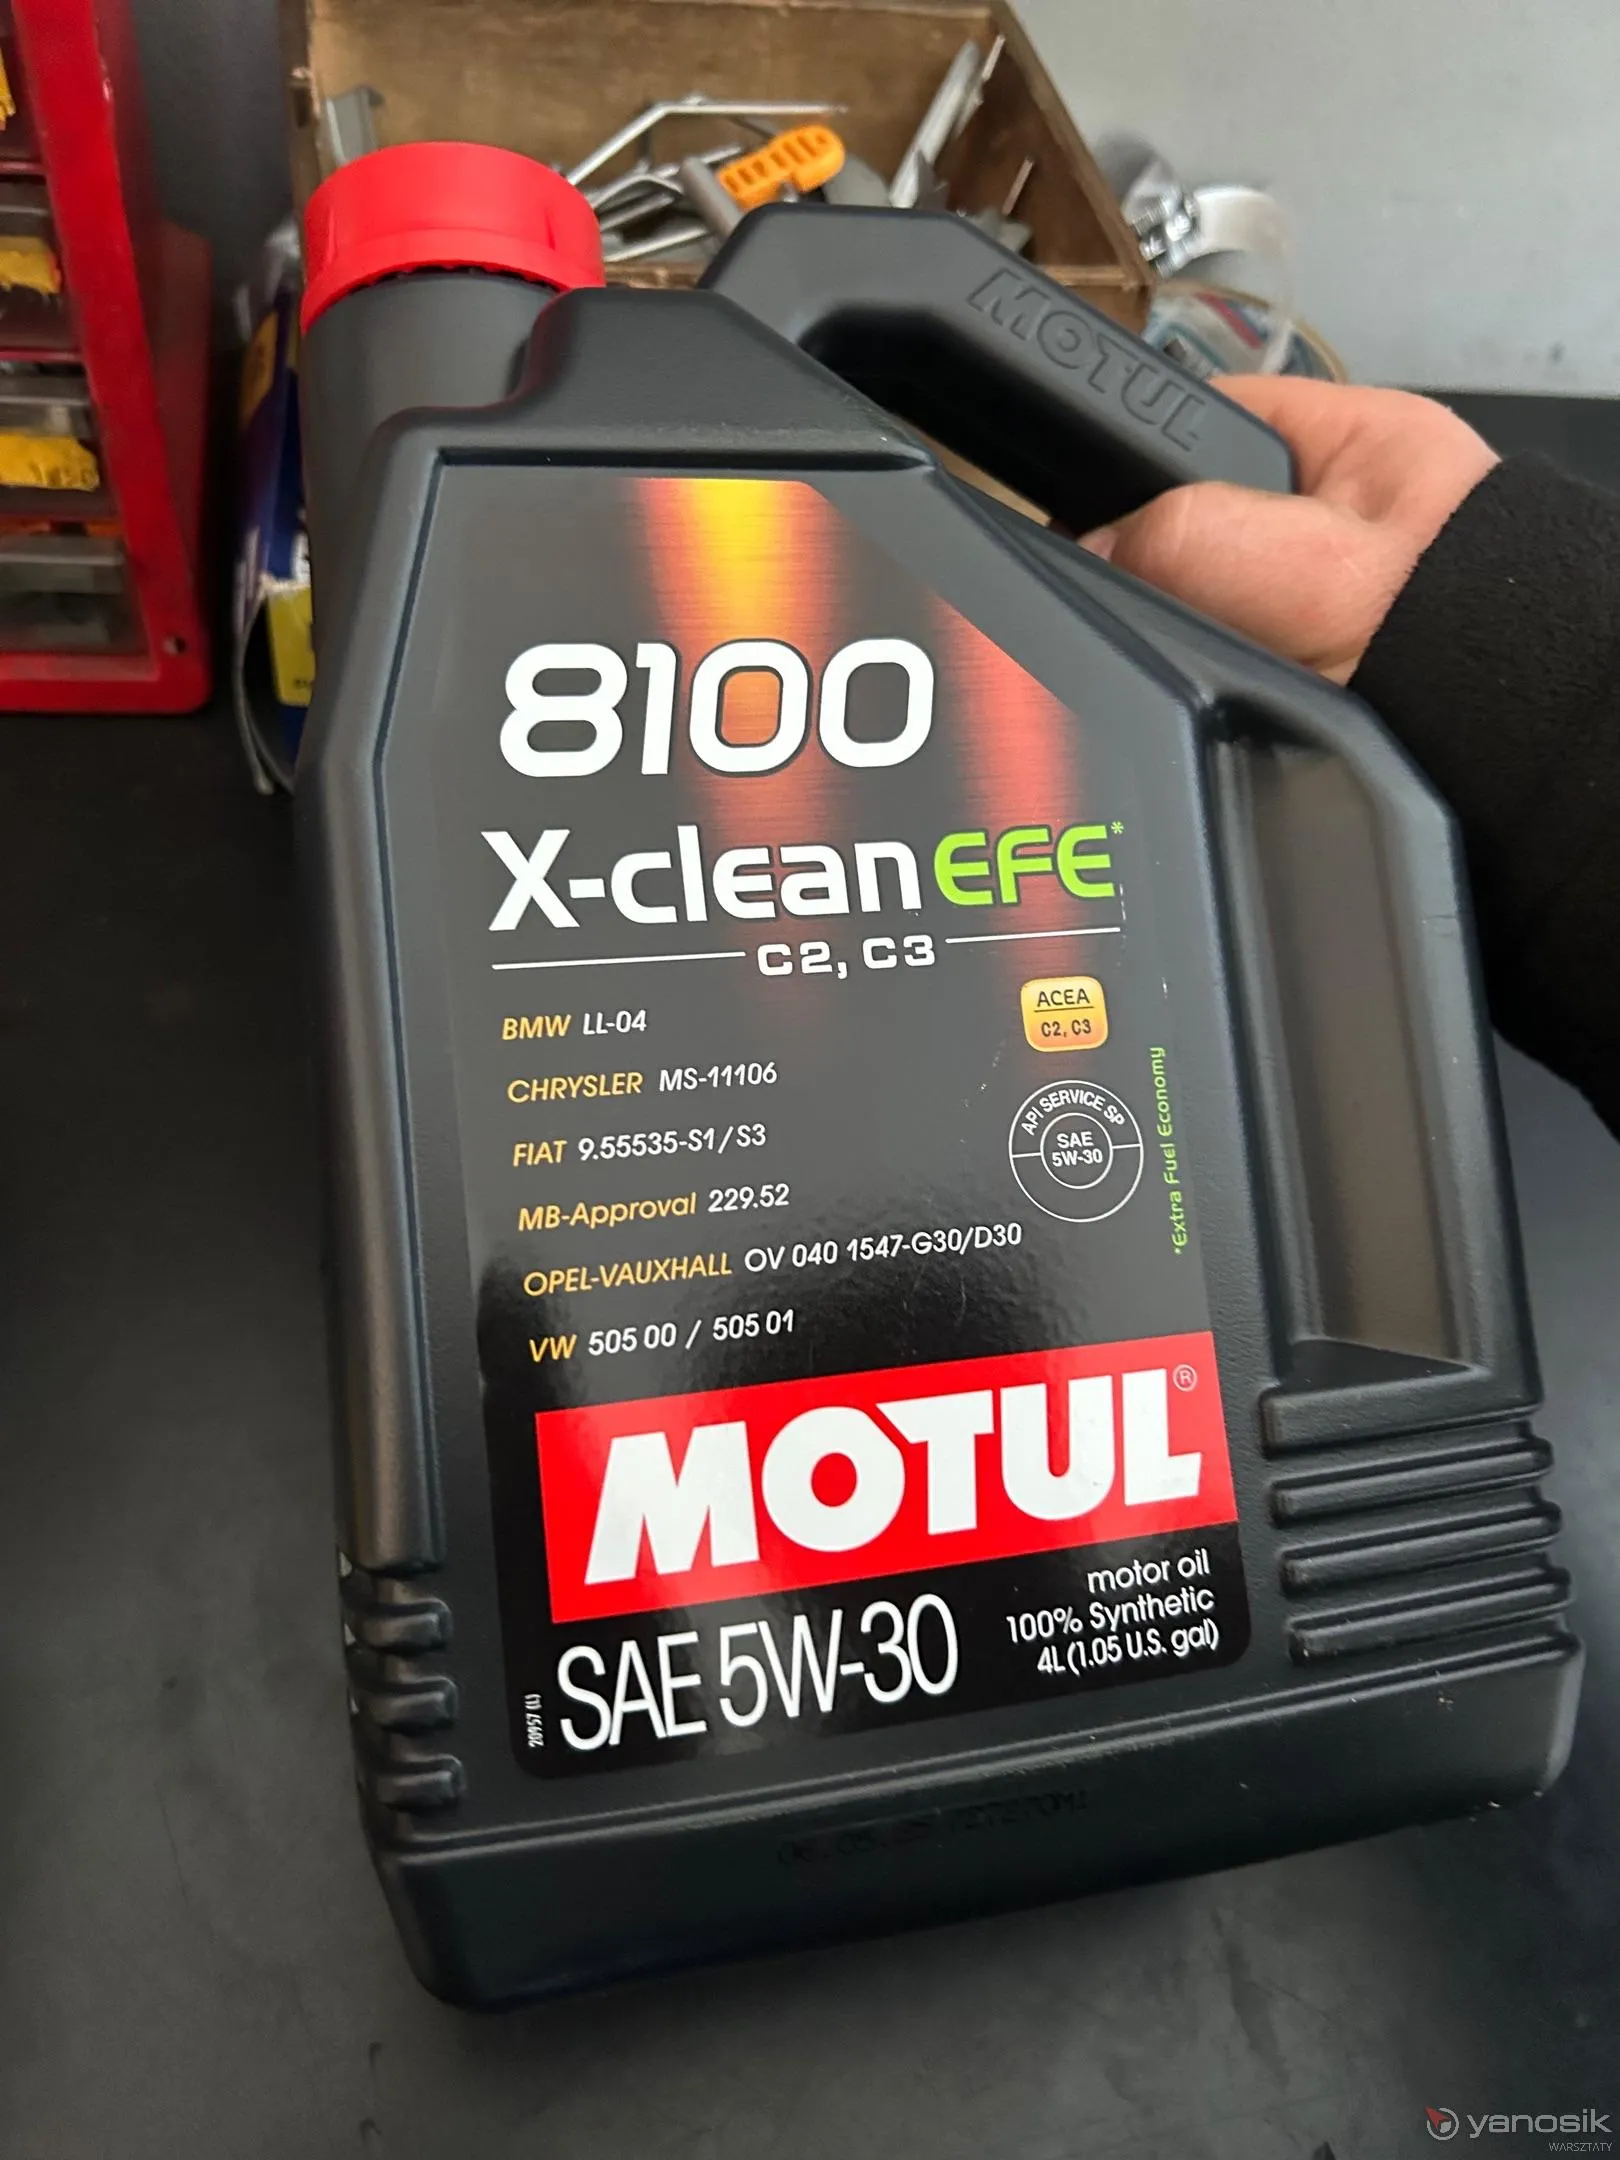 MOTUL
8100
X-clean EFE*
C2, C3
BMW LL-04
CHRYSLER MS-11106
FIAT 9.55535-S1/S3
MB-Approval 229.52
OPEL-VAUXHALL OV 040 1547-G30/D30
VW 505 00 / 505 01
ACEA
C2, C3
API SERVICE SP
SAE
5W-30
*Extra Fuel Economy
MOTUL®
SAE 5W-30
motor oil
100% Synthetic
4L (1.05 U.S. gal)
20957 (L)
yanosik
WARSZTATY